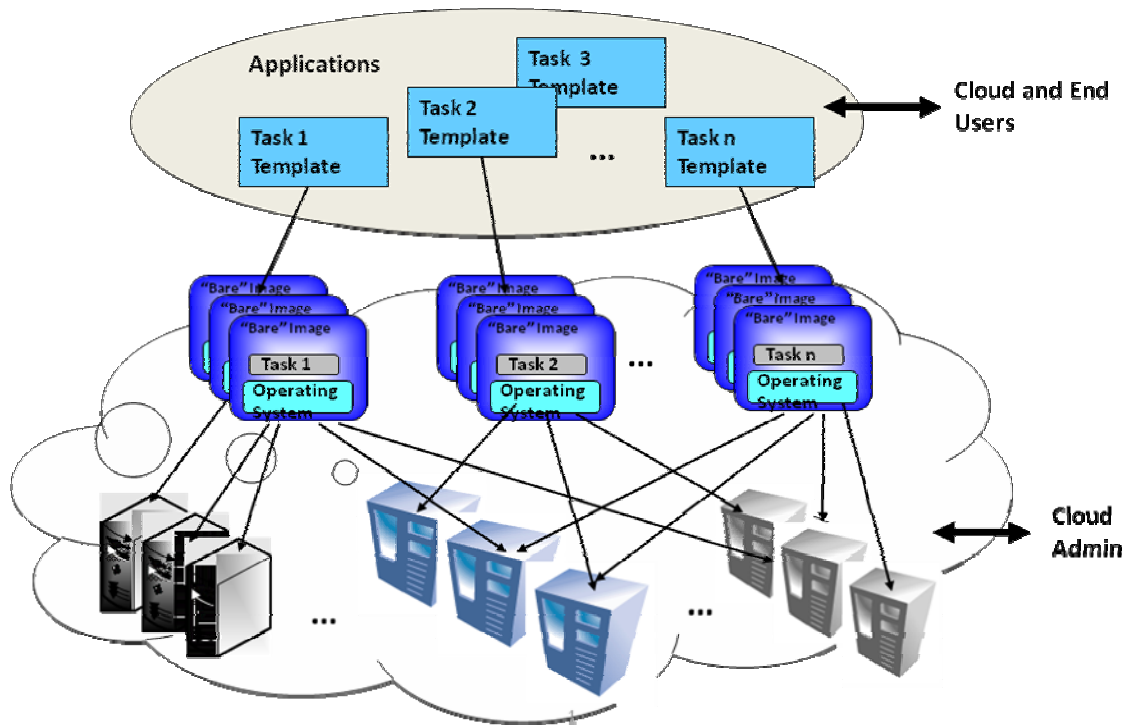 Applications
Task 3
Template
Task 2
Template
Task 1
Template
...
Task n
Template
Cloud and End
Users
"Bare" Image
"Bare" Image
"Bare" Image
Task 1
Operating
System
"Bare" Image
"Bare" Image
"Bare" Image
Task 2
Operating
System
...
"Bare" Image
"Bare" Image
"Bare" Image
Task n
Operating
System
Cloud
Admin
...
...